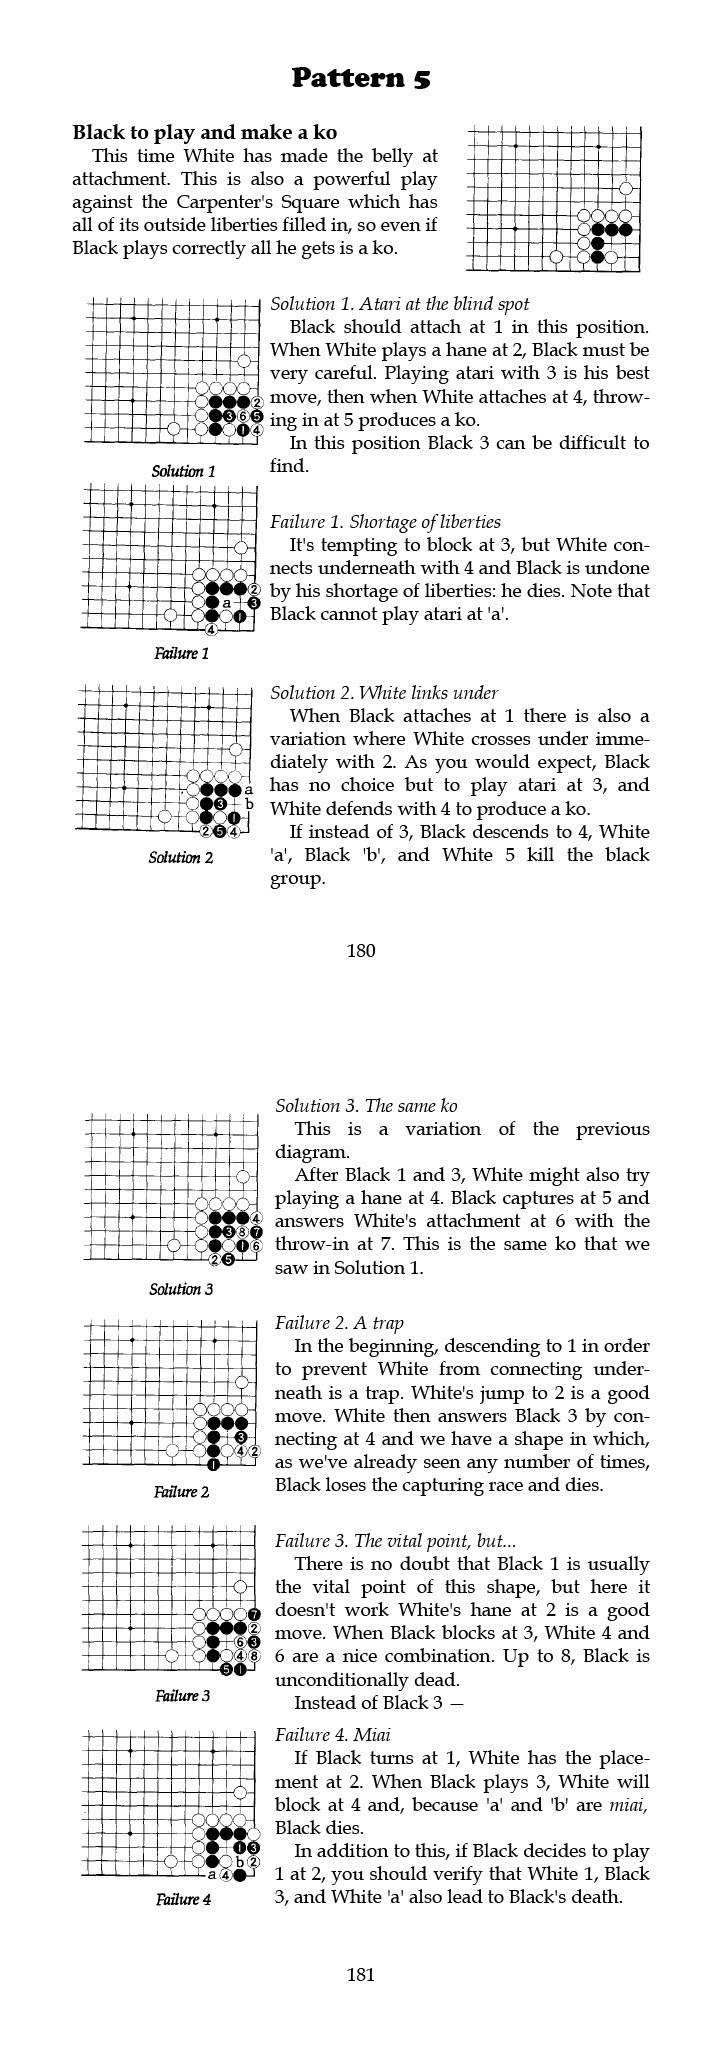 Pattern 5
Black to play and make a ko
This time White has made the belly at
attachment. This is also a powerful play
against the Carpenter's Square which has
all of its outside liberties filled in, so even if
Black plays correctly all he gets is a ko.
Solution 1. Atari at the blind spot
Black should attach at 1 in this position.
When White plays a hane at 2, Black must be
very careful. Playing atari with 3 is his best
move, then when White attaches at 4, throw-
ing in at 5 produces a ko.
In this position Black 3 can be difficult to
find.
2
3 6 5
1 4
Solution 1
Failure 1. Shortage of liberties
It's tempting to block at 3, but White con-
nects underneath with 4 and Black is undone
by his shortage of liberties: he dies. Note that
Black cannot play atari at 'a'.
2
a 3
1
4
Failure 1
Solution 2. White links under
When Black attaches at 1 there is also a
variation where White crosses under imme-
diately with 2. As you would expect, Black
has no choice but to play atari at 3, and
White defends with 4 to produce a ko.
If instead of 3, Black descends to 4, White
'a', Black 'b', and White 5 kill the black
group.
a
3 b
1
2 5 4
Solution 2
180
Solution 3. The same ko
This is a variation of the previous
diagram.
After Black 1 and 3, White might also try
playing a hane at 4. Black captures at 5 and
answers White's attachment at 6 with the
throw-in at 7. This is the same ko that we
saw in Solution 1.
4
3 8 7
1 6
2 5
Solution 3
Failure 2. A trap
In the beginning, descending to 1 in order
to prevent White from connecting under-
neath is a trap. White's jump to 2 is a good
move. White then answers Black 3 by con-
necting at 4 and we have a shape in which,
as we've already seen any number of times,
Black loses the capturing race and dies.
3
4 2
1
Failure 2
Failure 3. The vital point, but...
There is no doubt that Black 1 is usually
the vital point of this shape, but here it
doesn't work White's hane at 2 is a good
move. When Black blocks at 3, White 4 and
6 are a nice combination. Up to 8, Black is
unconditionally dead.
Instead of Black 3 —
7
2
6 3
4 8
5 1
Failure 3
Failure 4. Miai
If Black turns at 1, White has the place-
ment at 2. When Black plays 3, White will
block at 4 and, because 'a' and 'b' are miai,
Black dies.
In addition to this, if Black decides to play
1 at 2, you should verify that White 1, Black
3, and White 'a' also lead to Black's death.
1 3
b 2
a 4
Failure 4
181